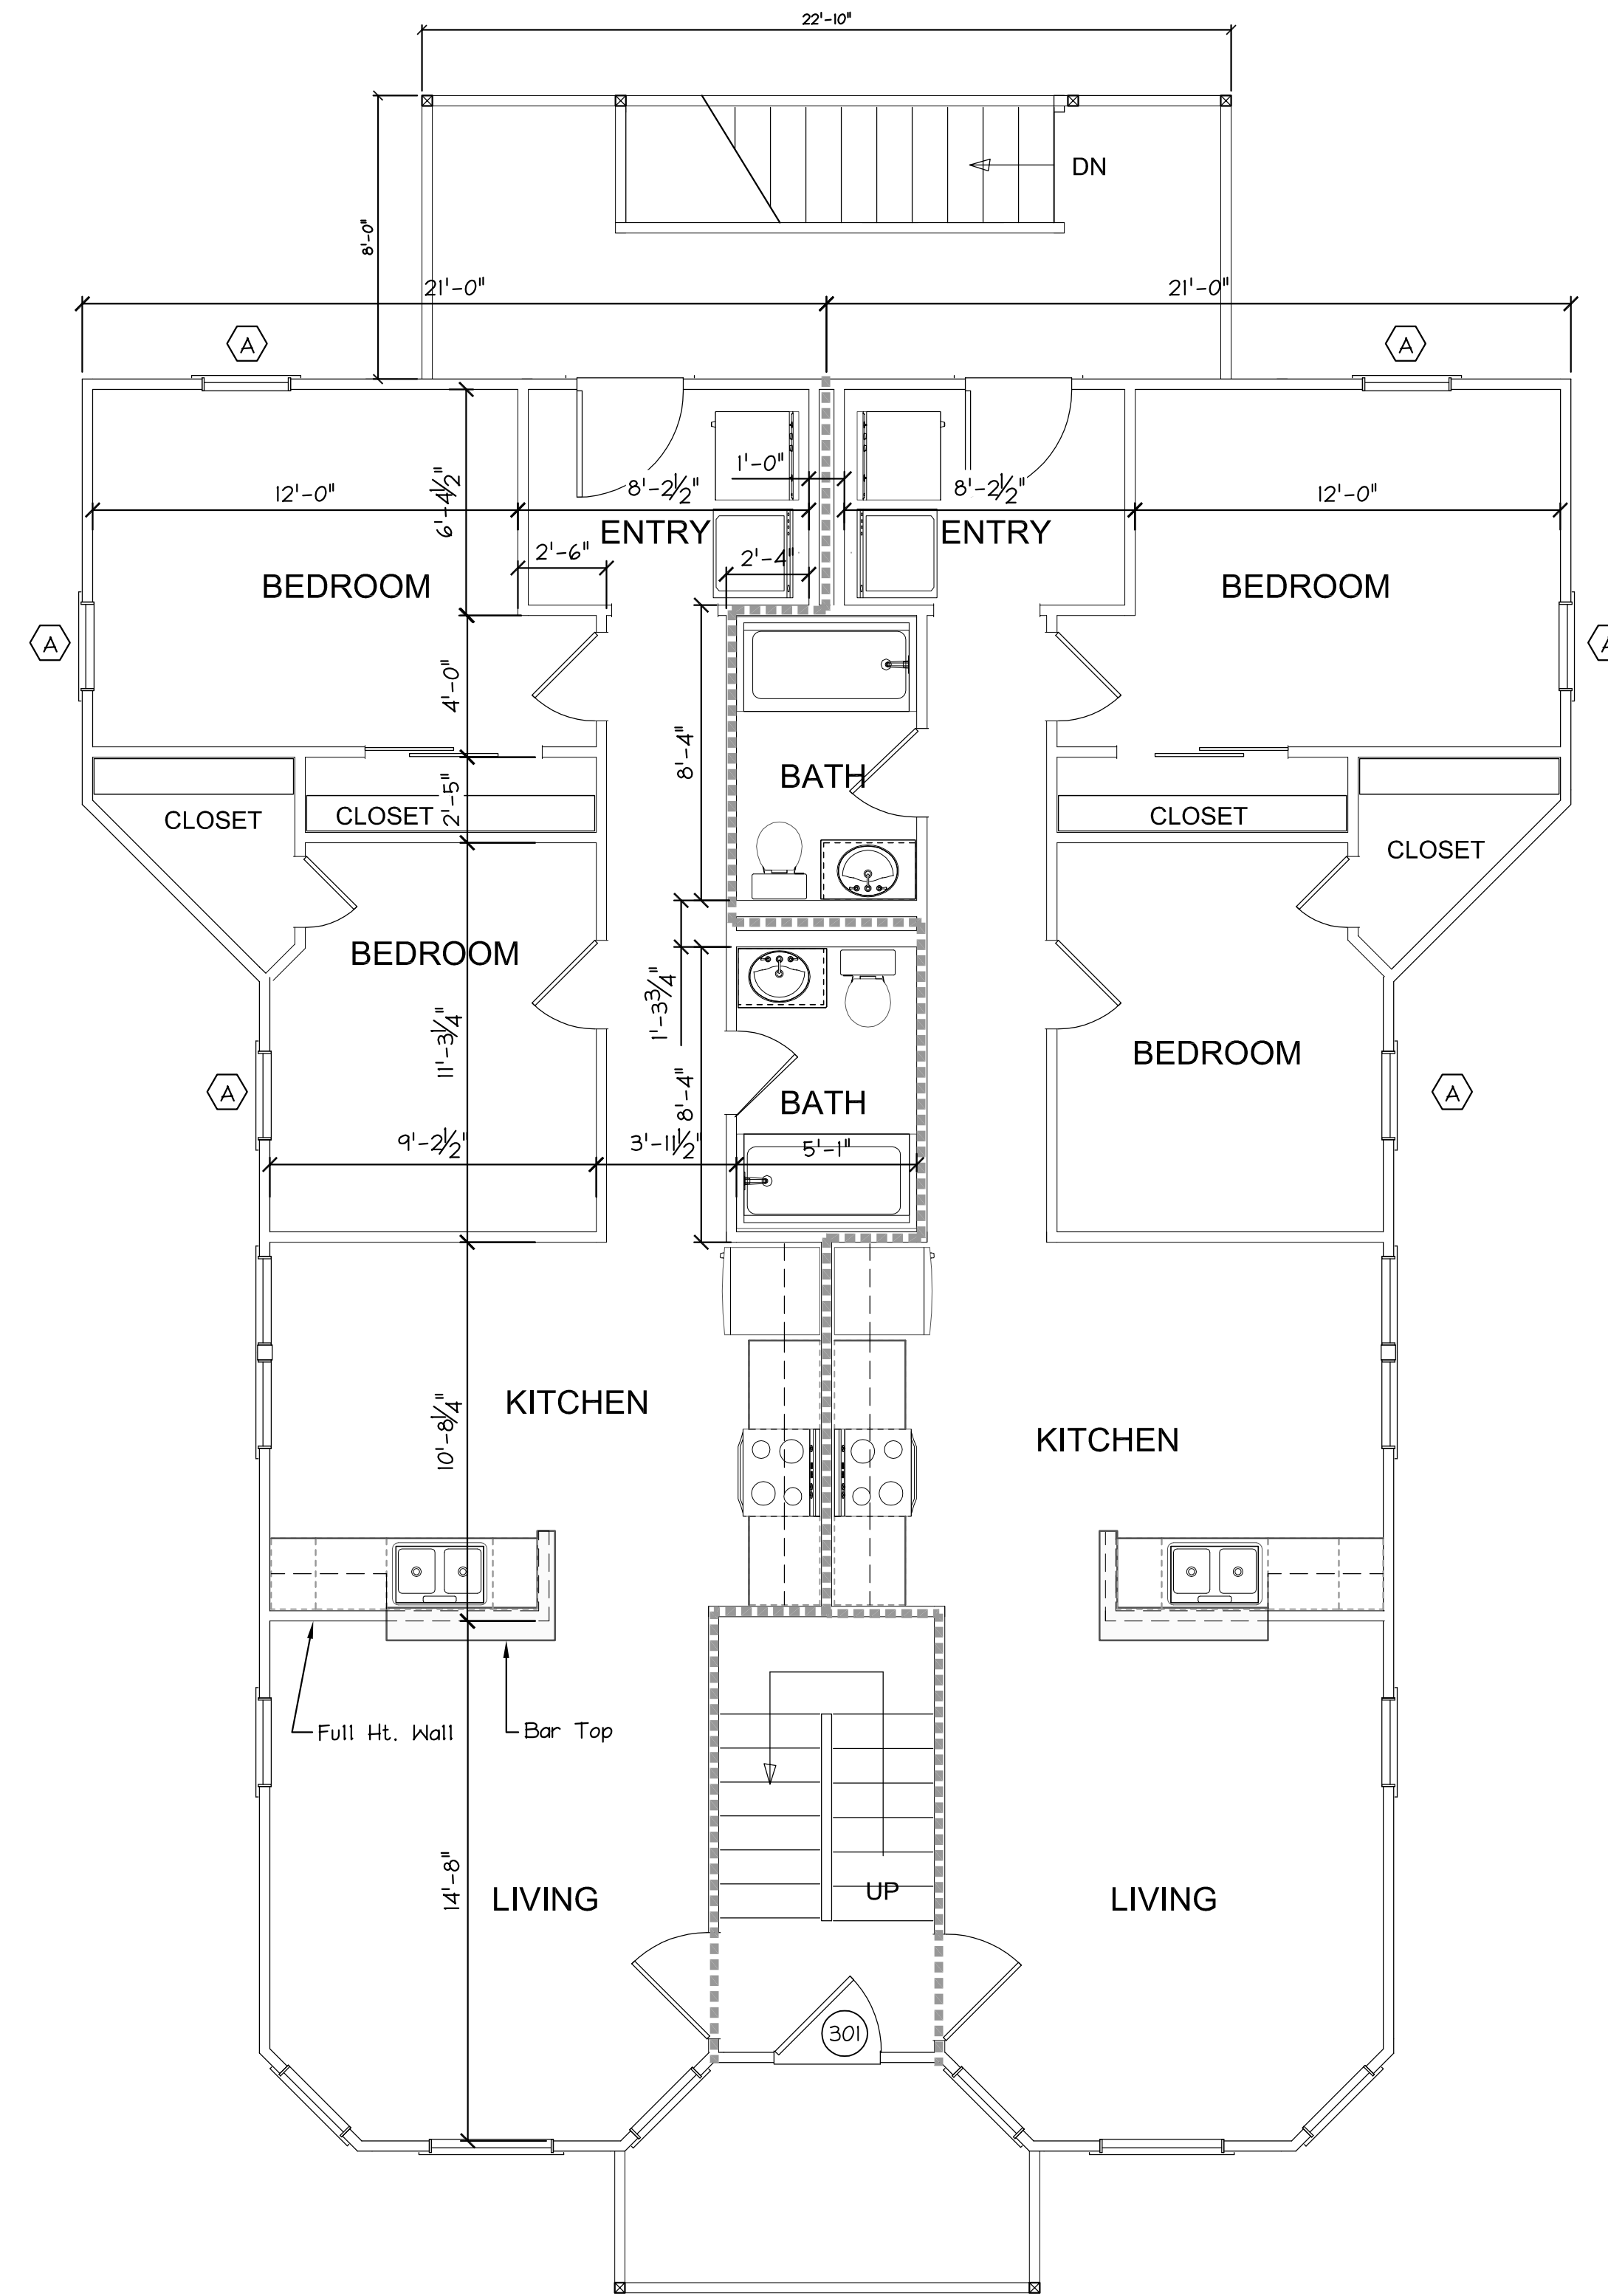 22'-10"
DN
8'-0"
21'-0"
21'-0"
A
A
1'-0"
12'-0"
6'-4½"
8'-2½"
8'-2½"
12'-0"
ENTRY
ENTRY
2'-6"
2'-4"
BEDROOM
BEDROOM
A
A
4'-0"
8'-4"
BATH
2'-5"
CLOSET
CLOSET
CLOSET
CLOSET
BEDROOM
1'-3¾"
11'-3¼"
BEDROOM
A
A
8'-4"
BATH
9'-2½"
3'-11½"
5'-1"
KITCHEN
10'-8¼"
KITCHEN
Full Ht. Wall
Bar Top
14'-8"
LIVING
UP
LIVING
301